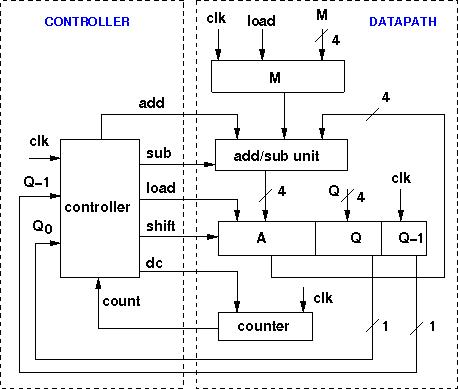 CONTROLLER
DATAPATH
clk
load
M
4
M
add
4
clk
sub
add/sub unit
Q-1
load
4
Q
4
clk
controller
Q0
shift
A
Q
Q-1
dc
count
clk
counter
1
1